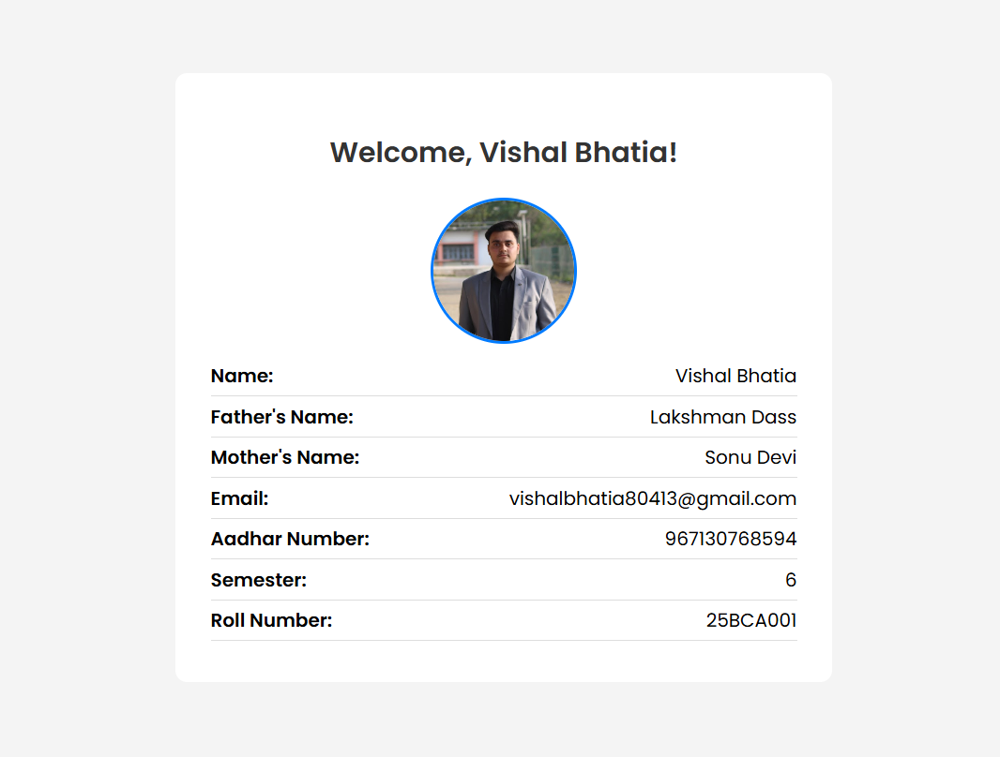 Welcome, Vishal Bhatia!
Name: Vishal Bhatia
Father's Name: Lakshman Dass
Mother's Name: Sonu Devi
Email: vishalbhatia80413@gmail.com
Aadhar Number: 967130768594
Semester: 6
Roll Number: 25BCA001